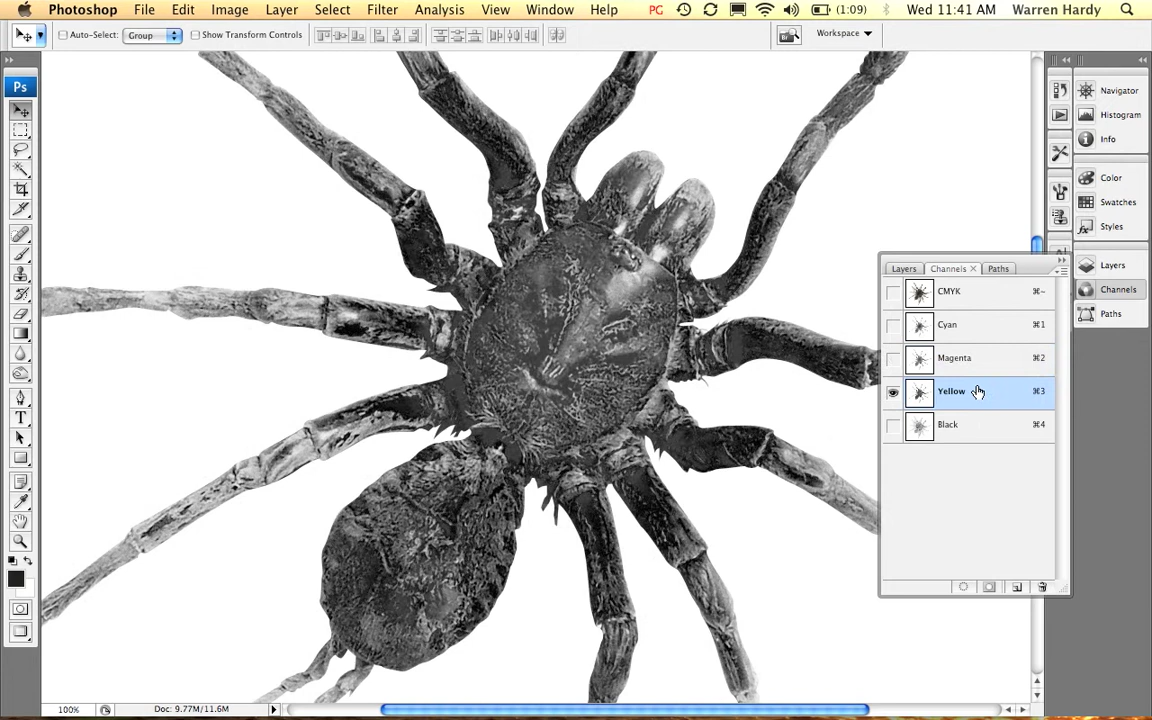 Photoshop File Edit Image Layer Select Filter Analysis View Window Help PC (1:09) Wed 11:41 AM Warren Hardy
Auto-Select: Group Show Transform Controls Workspace
Ps
T
Navigator
Histogram
Info
Color
Swatches
Styles
Layers
Channels
Paths
Layers Channels x Paths
CMYK ⌘~
Cyan ⌘1
Magenta ⌘2
Yellow ⌘3
Black ⌘4
100% Doc: 9.77M/11.6M